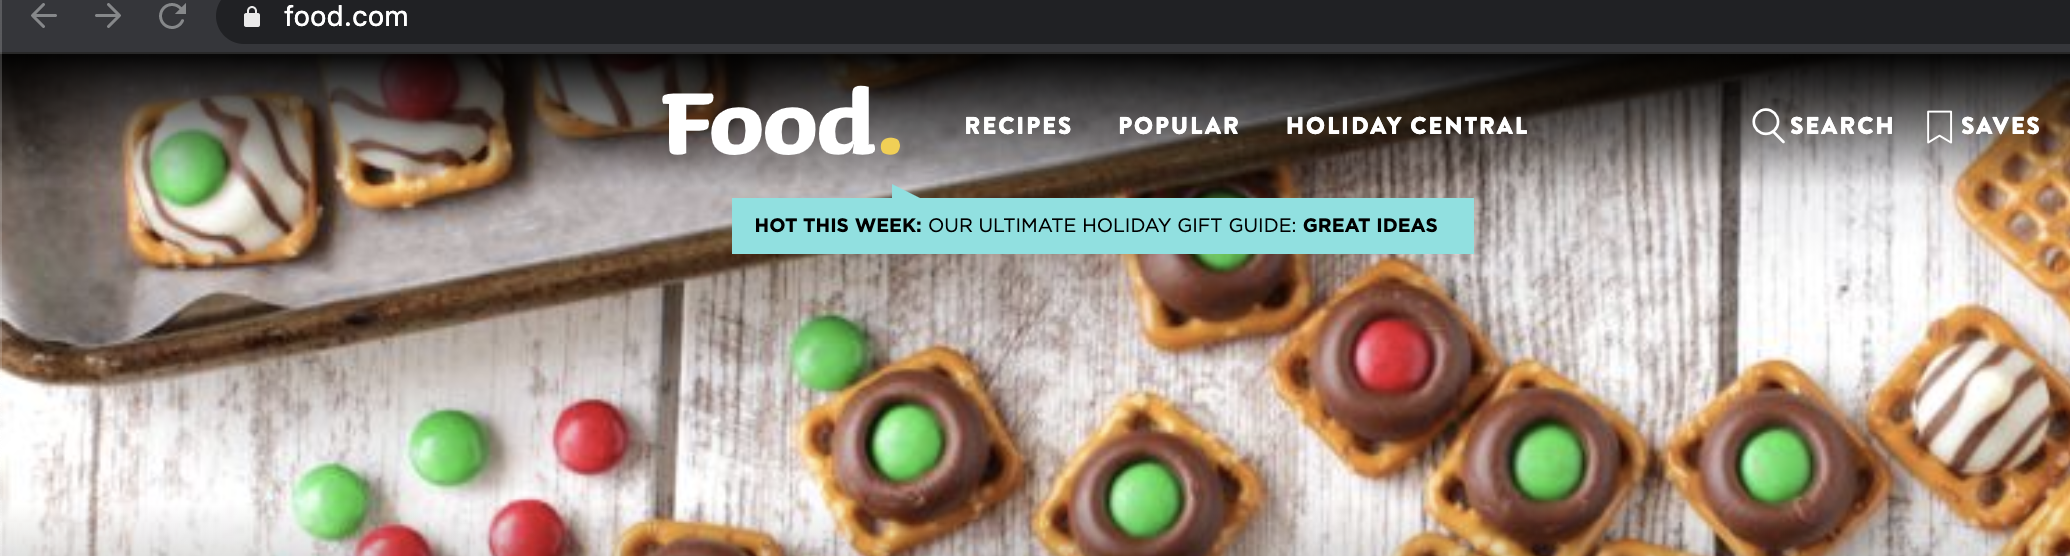 food.com
Food. RECIPES POPULAR HOLIDAY CENTRAL SEARCH SAVES
HOT THIS WEEK: OUR ULTIMATE HOLIDAY GIFT GUIDE: GREAT IDEAS